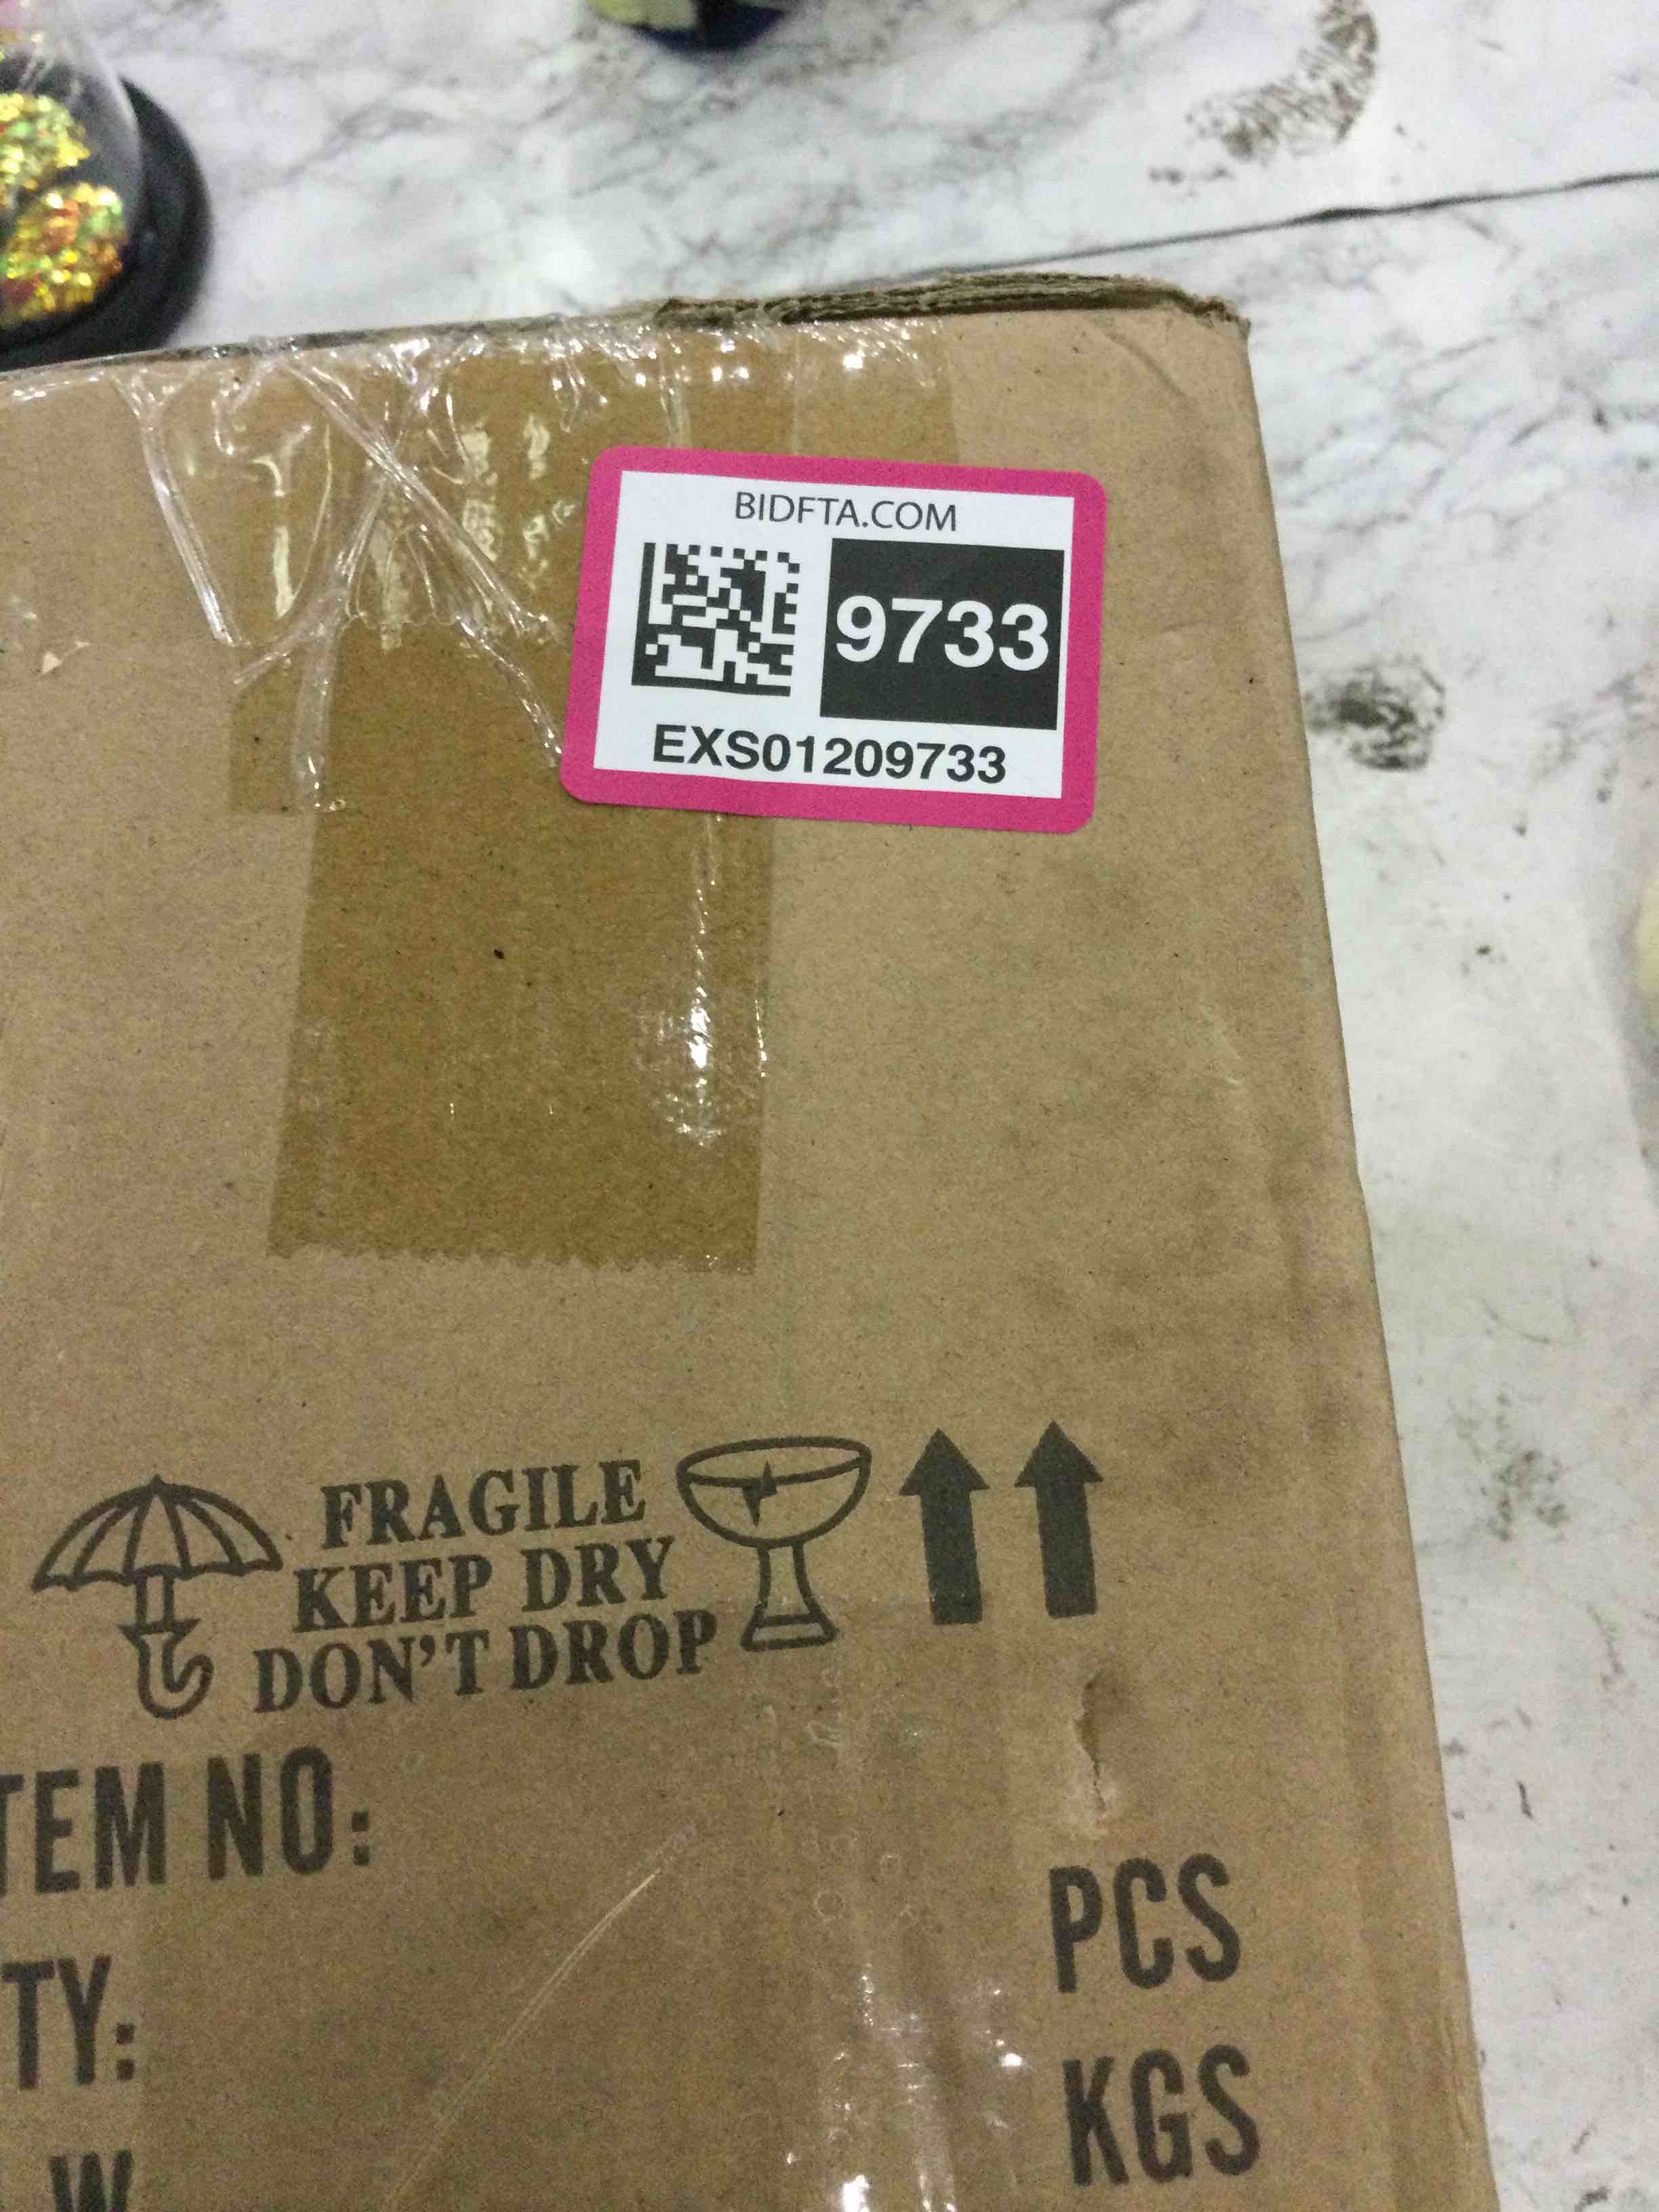 BIDFTA.COM
9733
EXS01209733
FRAGILE
KEEP DRY
DON'T DROP
TEM NO:
PCS
TY:
KGS
W